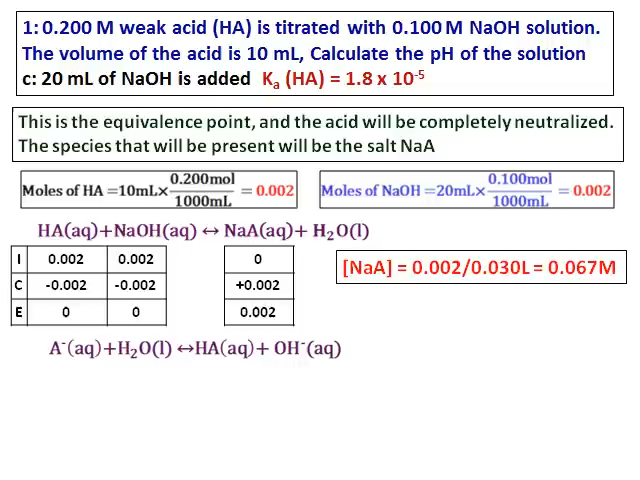 1: 0.200 M weak acid (HA) is titrated with 0.100 M NaOH solution.
The volume of the acid is 10 mL, Calculate the pH of the solution
c: 20 mL of NaOH is added Kₐ (HA) = 1.8 x 10⁻⁵
This is the equivalence point, and the acid will be completely neutralized.
The species that will be present will be the salt NaA
Moles of HA =10mL× 0.200mol/1000mL = 0.002
Moles of NaOH =20mL× 0.100mol/1000mL = 0.002
HA(aq)+NaOH(aq) ↔ NaA(aq)+ H₂O(l)
I 0.002 0.002 0
C -0.002 -0.002 +0.002
E 0 0 0.002
[NaA] = 0.002/0.030L = 0.067M
A⁻(aq)+H₂O(l) ↔HA(aq)+ OH⁻(aq)